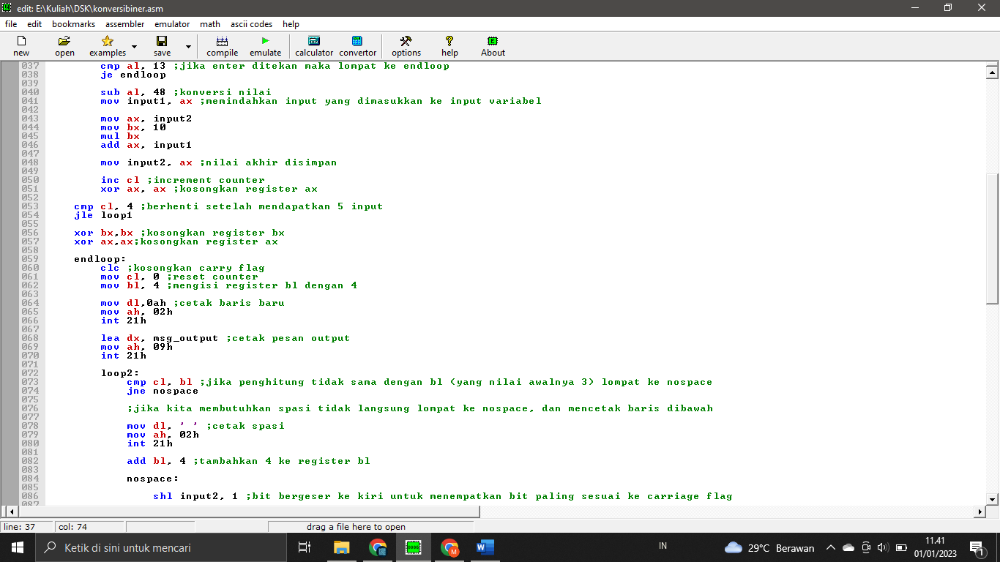 edit: E:\Kuliah\DSK\konversibiner.asm
file edit bookmarks assembler emulator math ascii codes help
new open examples save compile emulate calculator convertor options help About
037 cmp al, 13 ;jika enter ditekan maka lompat ke endloop
038 je endloop
039
040 sub al, 48 ;konversi nilai
041 mov input1, ax ;memindahkan input yang dimasukkan ke input variabel
042
043 mov ax, input2
044 mov bx, 10
045 mul bx
046 add ax, input1
047
048 mov input2, ax ;nilai akhir disimpan
049
050 inc cl ;increment counter
051 xor ax, ax ;kosongkan register ax
052
053 cmp cl, 4 ;berhenti setelah mendapatkan 5 input
054 jle loop1
055
056 xor bx,bx ;kosongkan register bx
057 xor ax,ax;kosongkan register ax
058
059 endloop:
060 clc ;kosongkan carry flag
061 mov cl, 0 ;reset counter
062 mov bl, 4 ;mengisi register bl dengan 4
063
064 mov dl,0ah ;cetak baris baru
065 mov ah, 02h
066 int 21h
067
068 lea dx, msg_output ;cetak pesan output
069 mov ah, 09h
070 int 21h
071
072 loop2:
073 cmp cl, bl ;jika penghitung tidak sama dengan bl (yang nilai awalnya 3) lompat ke nospace
074 jne nospace
075
076 ;jika kita membutuhkan spasi tidak langsung lompat ke nospace, dan mencetak baris dibawah
077
078 mov dl, ' ' ;cetak spasi
079 mov ah, 02h
080 int 21h
081
082 add bl, 4 ;tambahkan 4 ke register bl
083
084 nospace:
085
086 shl input2, 1 ;bit bergeser ke kiri untuk menempatkan bit paling sesuai ke carriage flag
087
line: 37 col: 74 drag a file here to open
Ketik di sini untuk mencari
8086
M
W
IN
29°C Berawan
11.41
01/01/2023
1